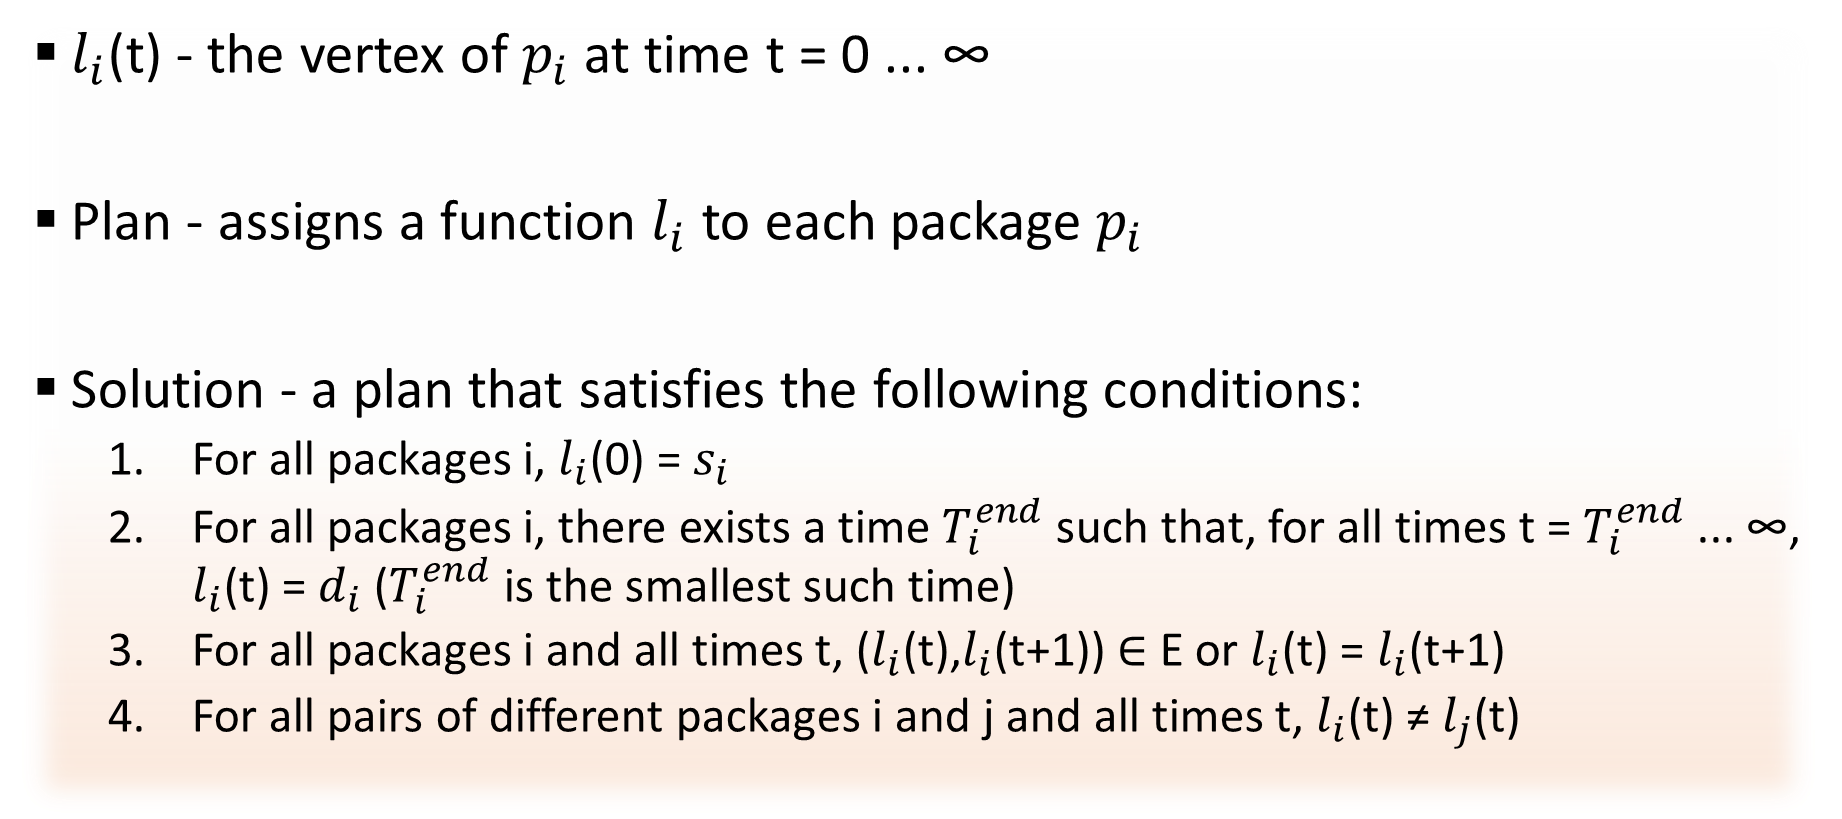 ▪ lᵢ(t) - the vertex of pᵢ at time t = 0 ... ∞
▪ Plan - assigns a function lᵢ to each package pᵢ
▪ Solution - a plan that satisfies the following conditions:
1. For all packages i, lᵢ(0) = sᵢ
2. For all packages i, there exists a time Tᵢᵉⁿᵈ such that, for all times t = Tᵢᵉⁿᵈ ... ∞,
lᵢ(t) = dᵢ (Tᵢᵉⁿᵈ is the smallest such time)
3. For all packages i and all times t, (lᵢ(t),lᵢ(t+1)) ∈ E or lᵢ(t) = lᵢ(t+1)
4. For all pairs of different packages i and j and all times t, lᵢ(t) ≠ lⱼ(t)